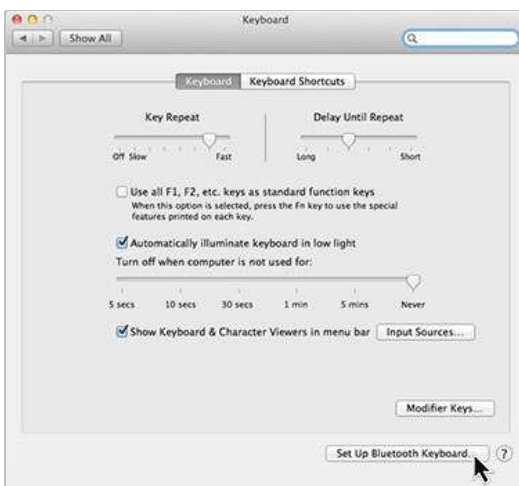 Keyboard
Show All
Keyboard Keyboard Shortcuts
Key Repeat Delay Until Repeat
Off Slow Fast Long Short
Use all F1, F2, etc. keys as standard function keys
When this option is selected, press the Fn key to use the special
features printed on each key.
Automatically illuminate keyboard in low light
Turn off when computer is not used for:
5 secs 10 secs 30 secs 1 min 5 mins Never
Show Keyboard & Character Viewers in menu bar Input Sources...
Modifier Keys...
Set Up Bluetooth Keyboard... ?